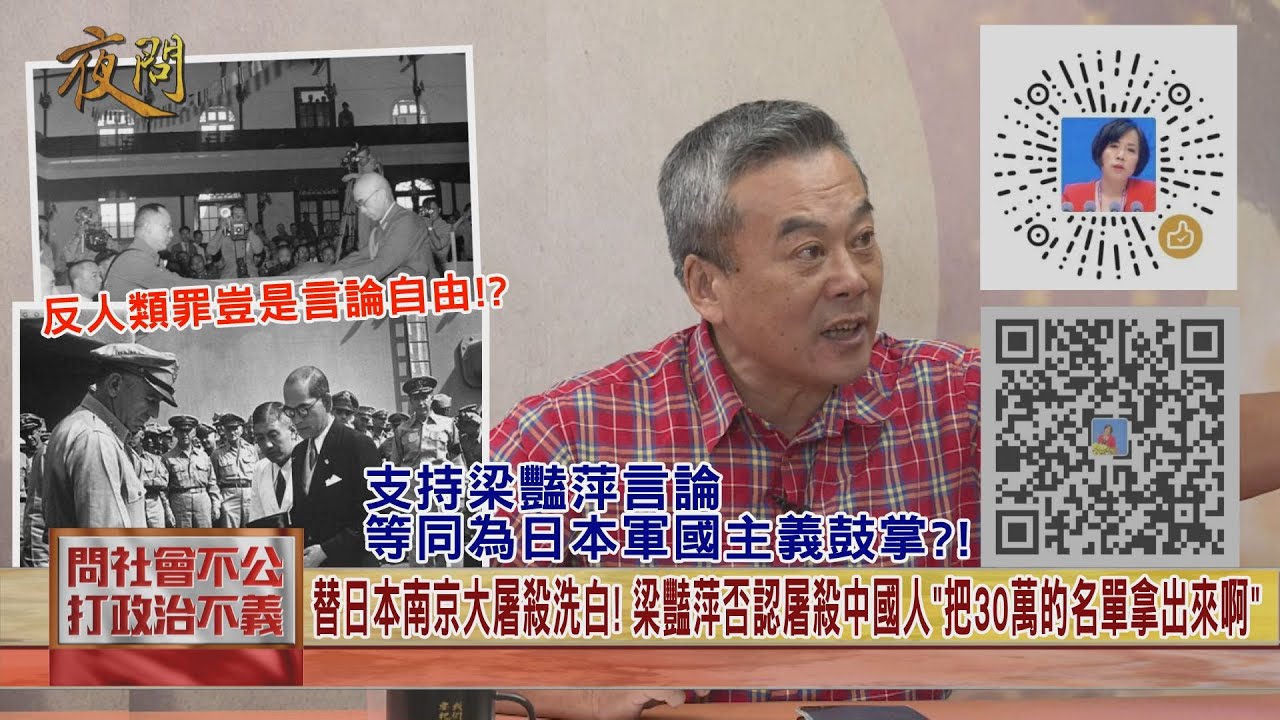 夜問
反人類罪豈是言論自由!?
支持梁豔萍言論
等同為日本軍國主義鼓掌?!
問社會不公
打政治不義
替日本南京大屠殺洗白! 梁豔萍否認屠殺中國人"把30萬的名單拿出來啊"